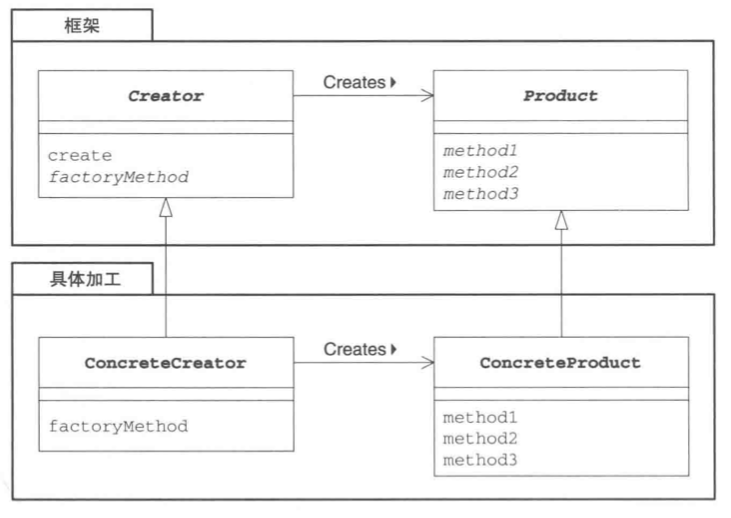 框架
Creator
Creates
Product
create
factoryMethod
method1
method2
method3
具体加工
ConcreteCreator
Creates
ConcreteProduct
factoryMethod
method1
method2
method3